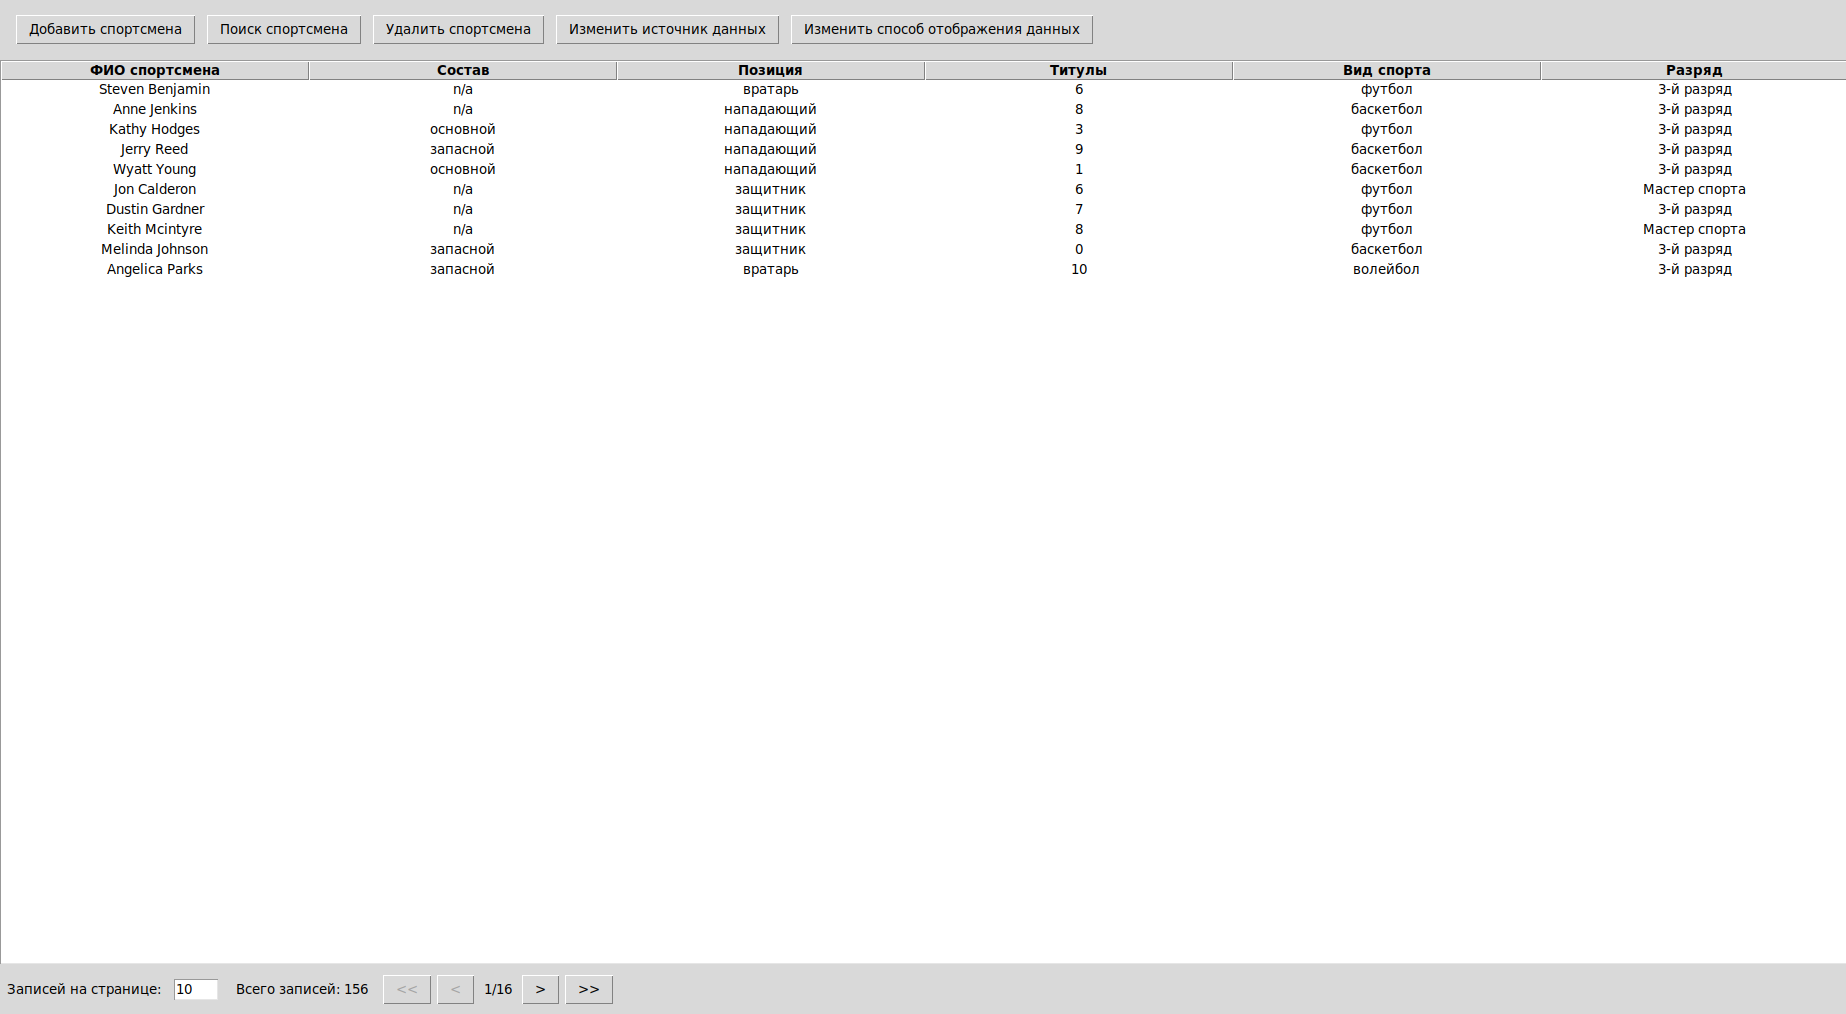 Добавить спортсмена Поиск спортсмена Удалить спортсмена Изменить источник данных Изменить способ отображения данных
ФИО спортсмена Состав Позиция Титулы Вид спорта Разряд
Steven Benjamin n/a вратарь 6 футбол 3-й разряд
Anne Jenkins n/a нападающий 8 баскетбол 3-й разряд
Kathy Hodges основной нападающий 3 футбол 3-й разряд
Jerry Reed запасной нападающий 9 баскетбол 3-й разряд
Wyatt Young основной нападающий 1 баскетбол 3-й разряд
Jon Calderon n/a защитник 6 футбол Мастер спорта
Dustin Gardner n/a защитник 7 футбол 3-й разряд
Keith Mcintyre n/a защитник 8 футбол Мастер спорта
Melinda Johnson запасной защитник 0 баскетбол 3-й разряд
Angelica Parks запасной вратарь 10 волейбол 3-й разряд
Записей на странице: 10 Всего записей: 156 << < 1/16 > >>